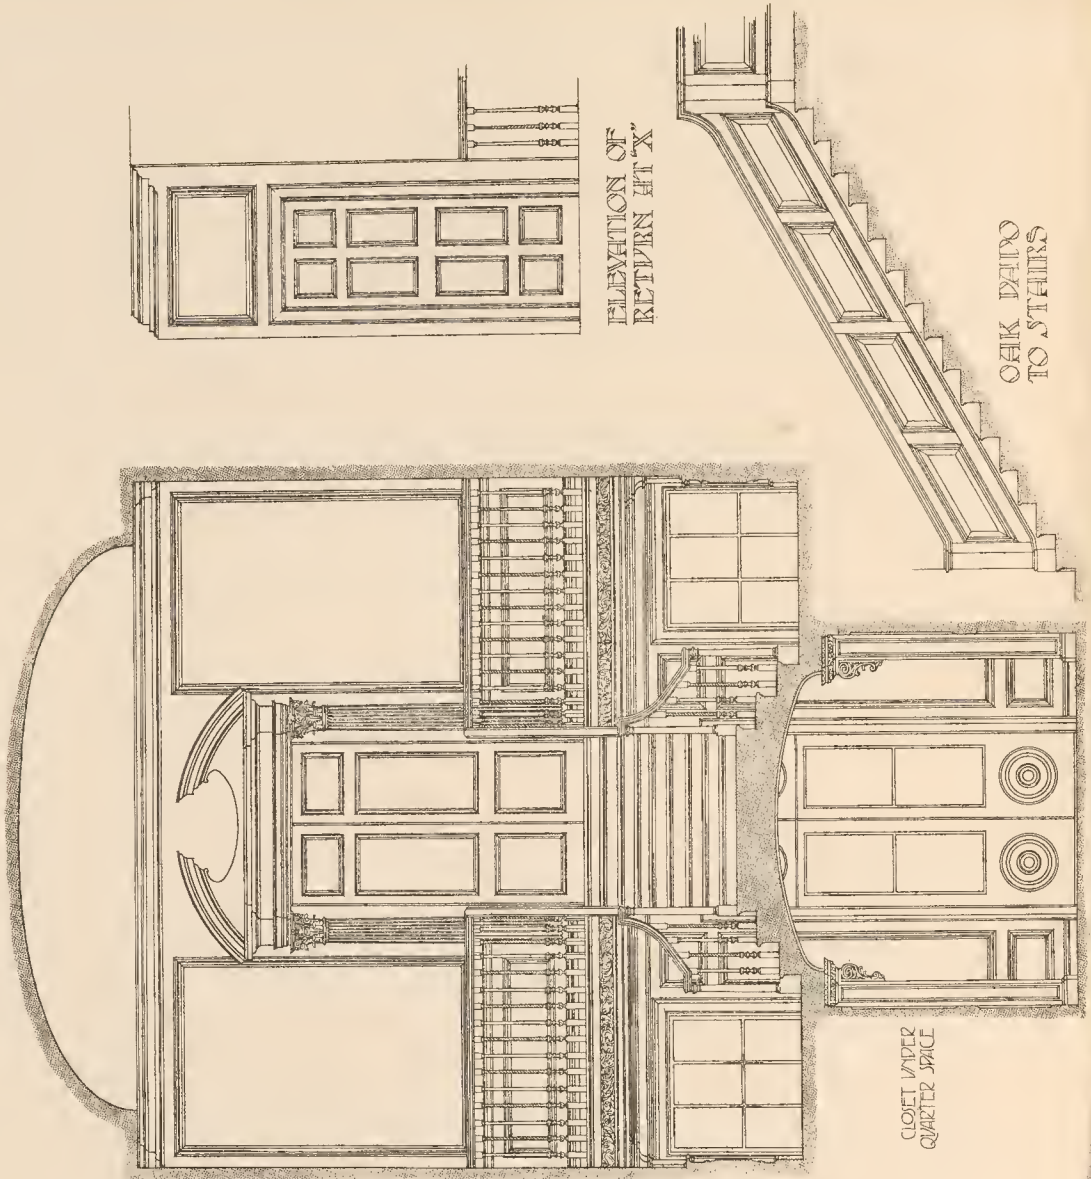 ELEVATION OF
RETURN AT "X"
OAK DADO
TO STAIRS
CLOSET UNDER
QUARTER SPACE